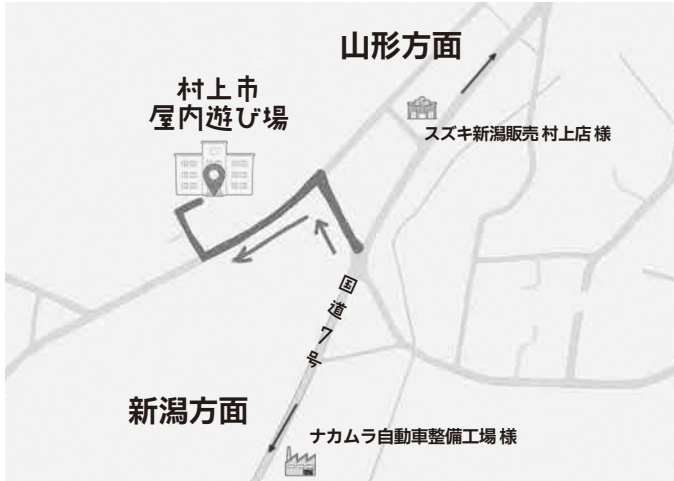 山形方面
村上市
屋内遊び場
スズキ新潟販売 村上店 様
国道7号
新潟方面
ナカムラ自動車整備工場 様